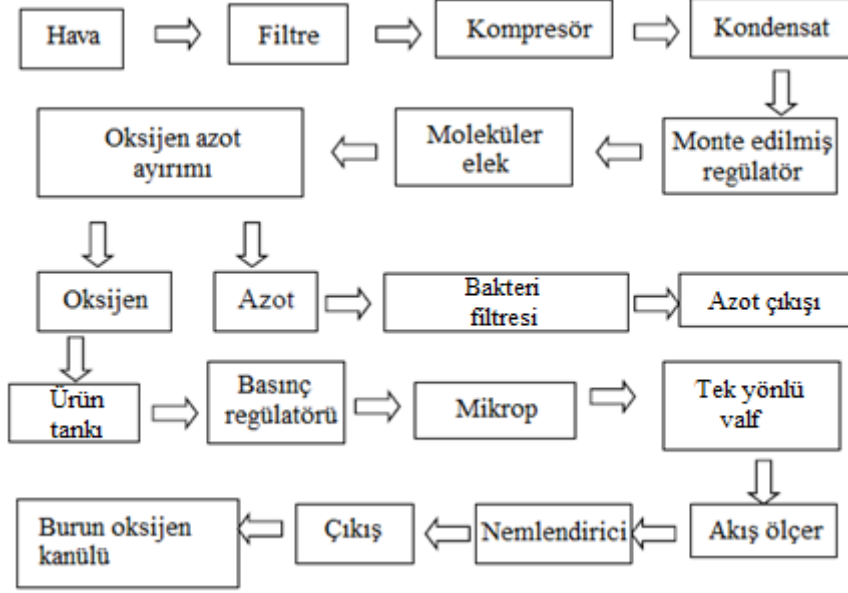 Hava
Filtre
Kompresör
Kondensat
Oksijen azot
ayırımı
Moleküler
elek
Monte edilmiş
regülatör
Oksijen
Azot
Bakteri
filtresi
Azot çıkışı
Ürün
tankı
Basınç
regülatörü
Mikrop
Tek yönlü
valf
Burun oksijen
kanülü
Çıkış
Nemlendirici
Akış ölçer